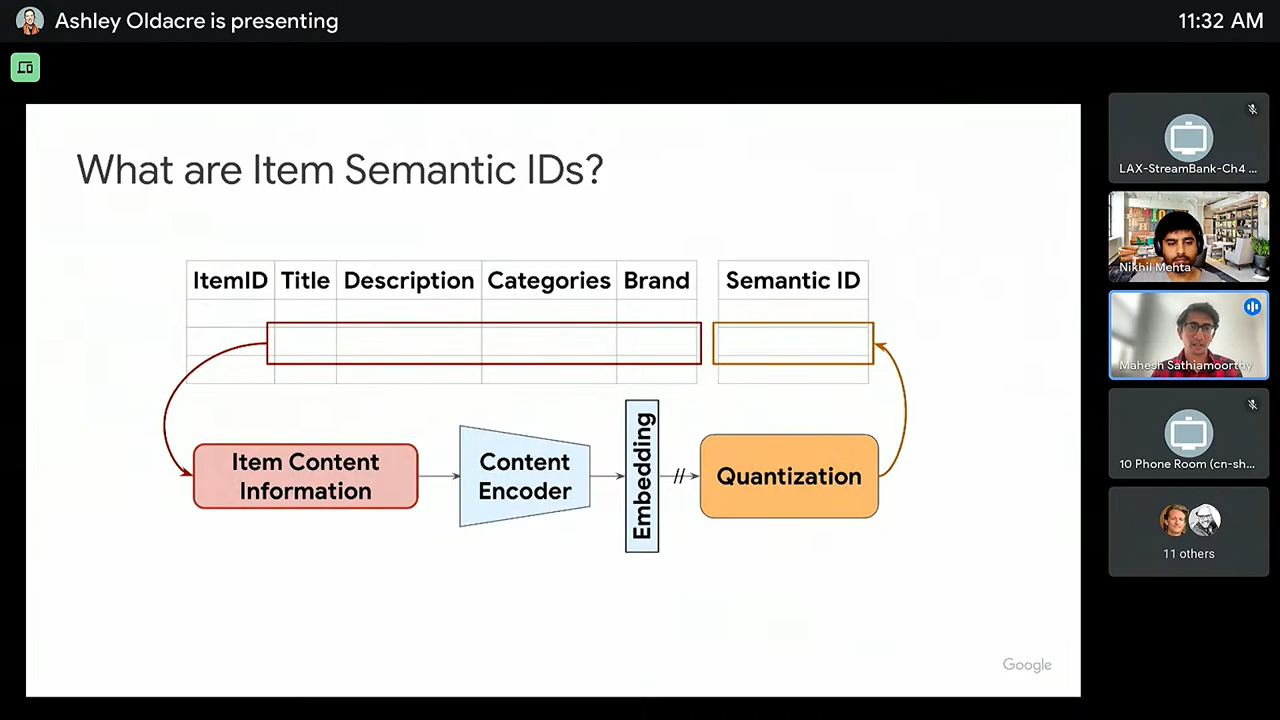 Ashley Oldacre is presenting
11:32 AM
What are Item Semantic IDs?
ItemID Title Description Categories Brand Semantic ID
Item Content
Information
Content
Encoder
Embedding
//
Quantization
Google
LAX-StreamBank-Ch4 ...
Nikhil Mehta
Mahesh Sathiamoorthy
10 Phone Room (cn-sh...
11 others